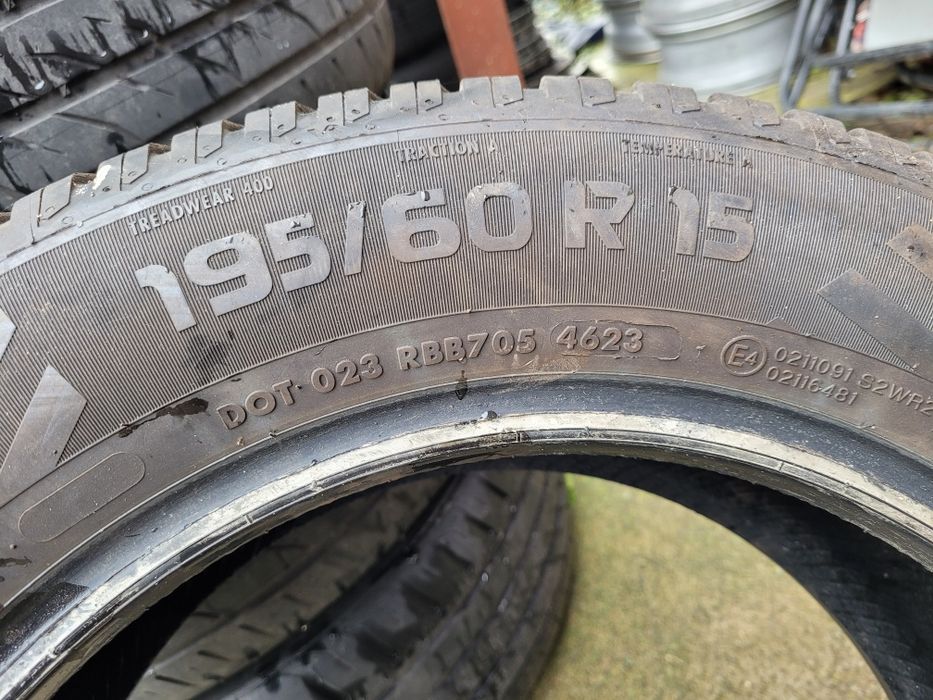 TREADWEAR 400
TRACTION A
TEMPERATURE A
195/60 R 15
DOT 023 RBB705 4623
E4
0211091 S2WR2
02116481